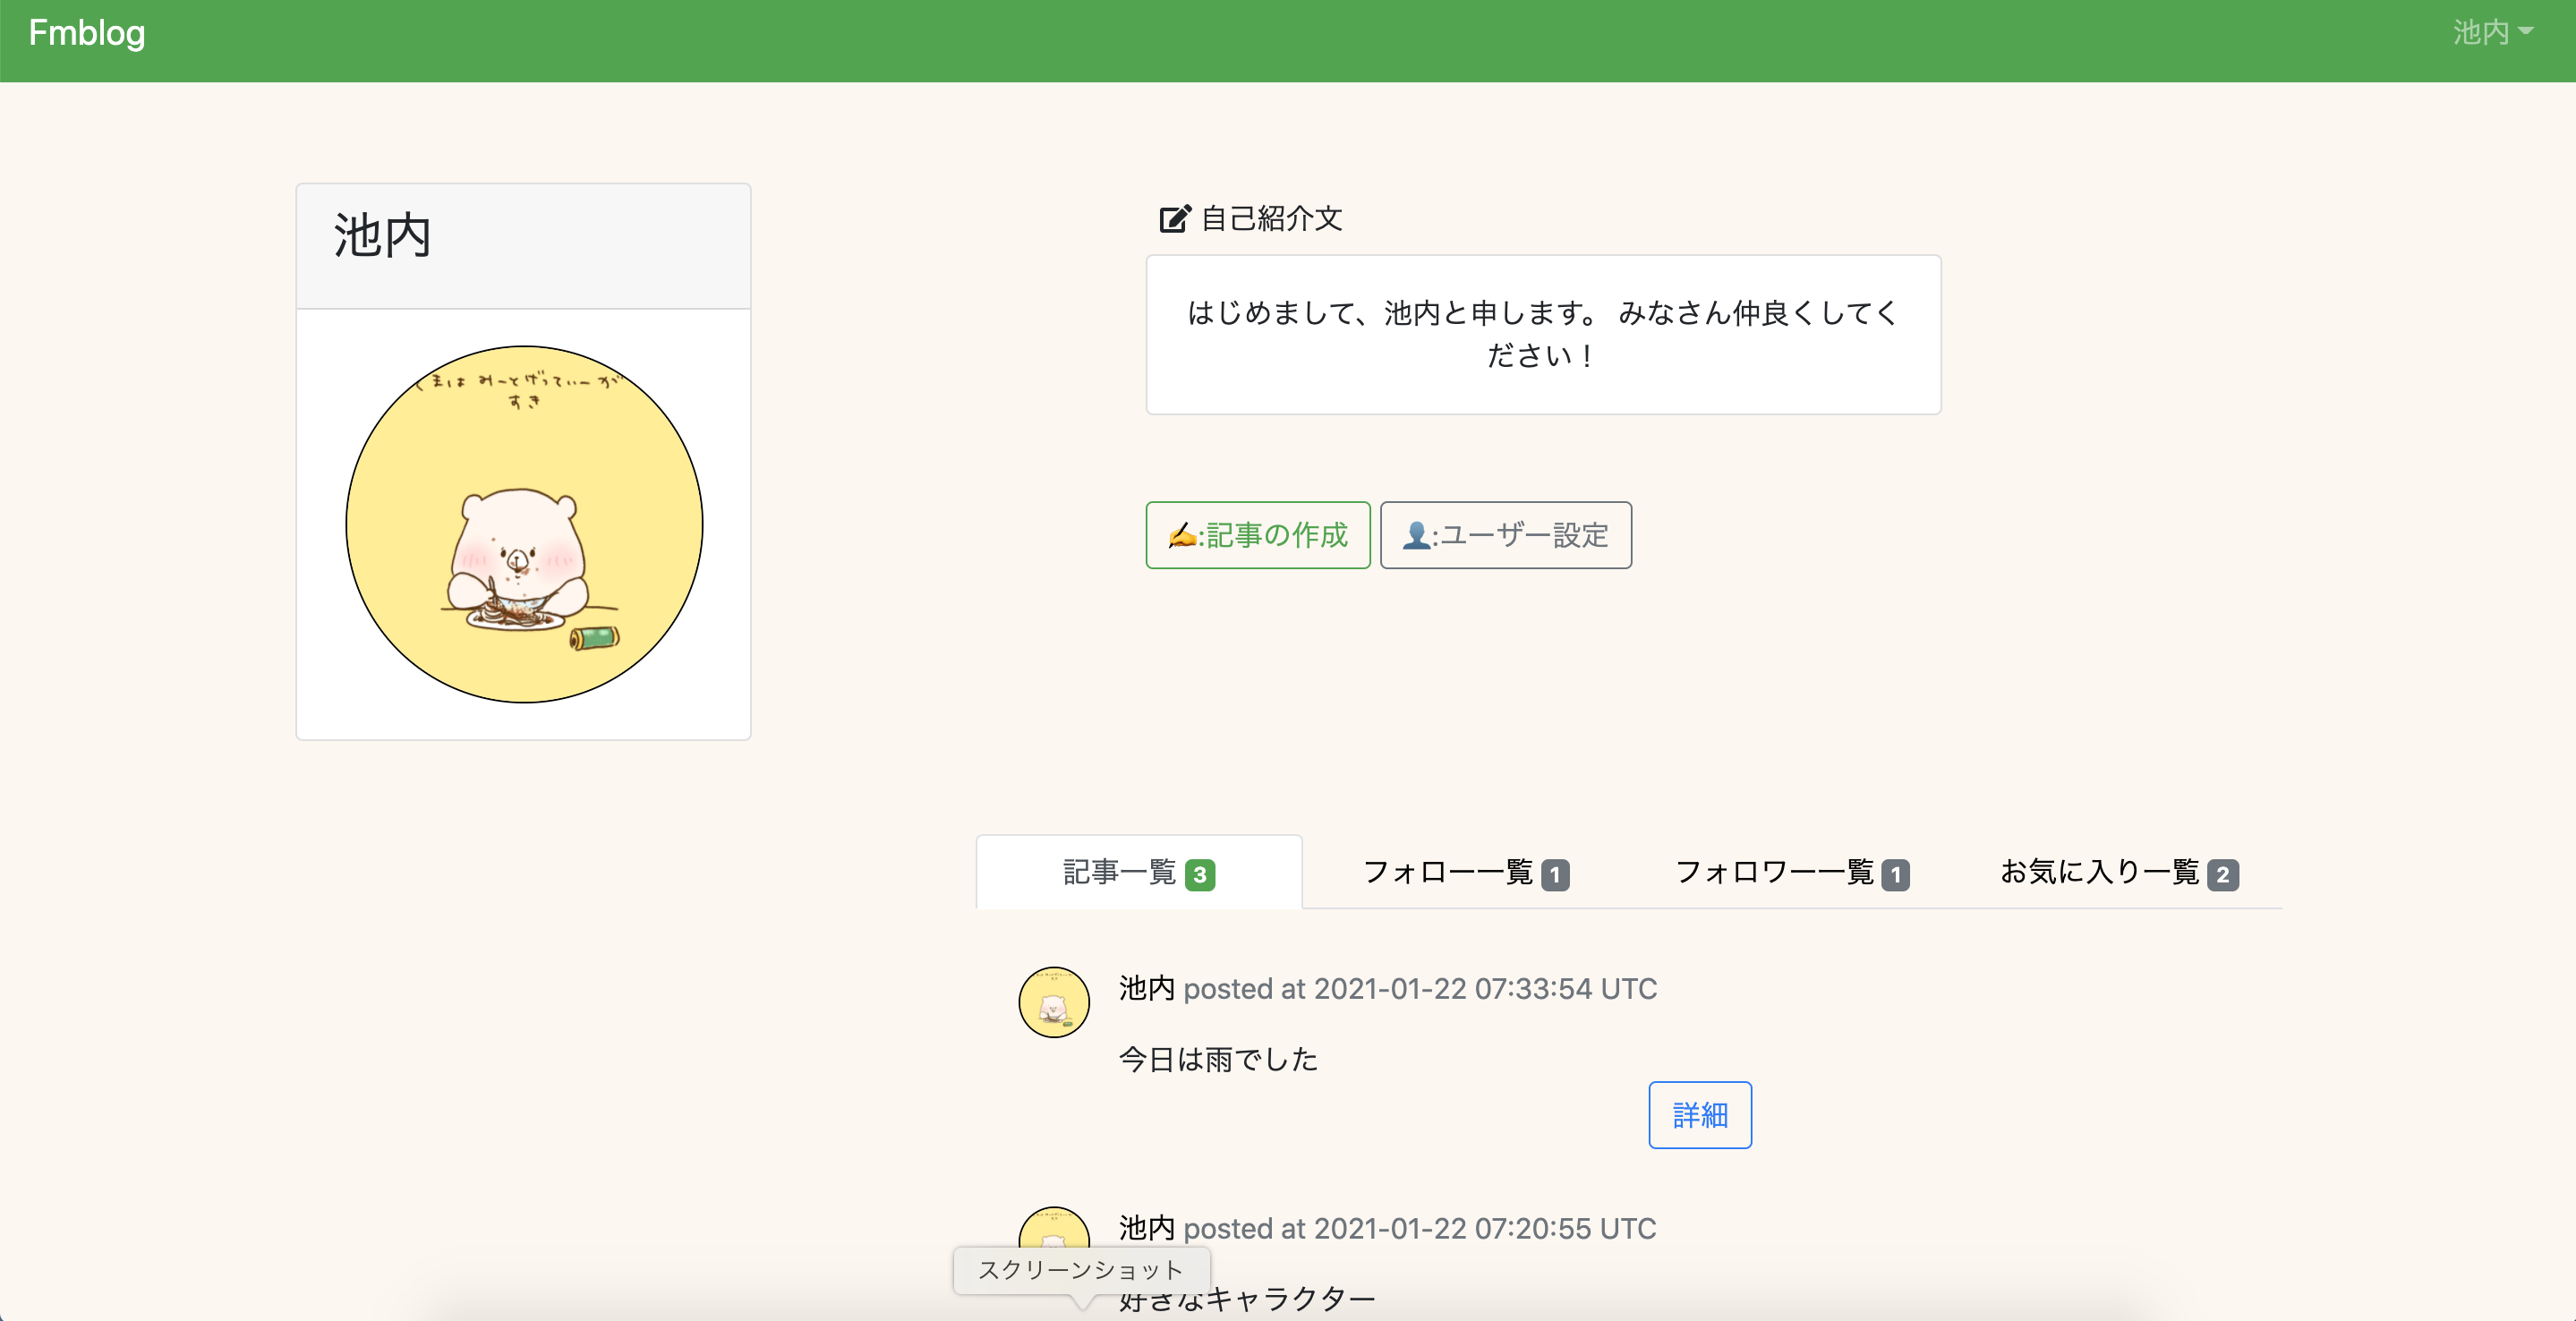 Fmblog
池内
池内
くまは みーとげってぃーが
すき
自己紹介文
はじめまして、池内と申します。 みなさん仲良くしてく
ださい！
✍:記事の作成 👤:ユーザー設定
記事一覧 3 フォロー一覧 1 フォロワー一覧 1 お気に入り一覧 2
池内 posted at 2021-01-22 07:33:54 UTC
今日は雨でした
詳細
池内 posted at 2021-01-22 07:20:55 UTC
スクリーンショット
好きなキャラクター